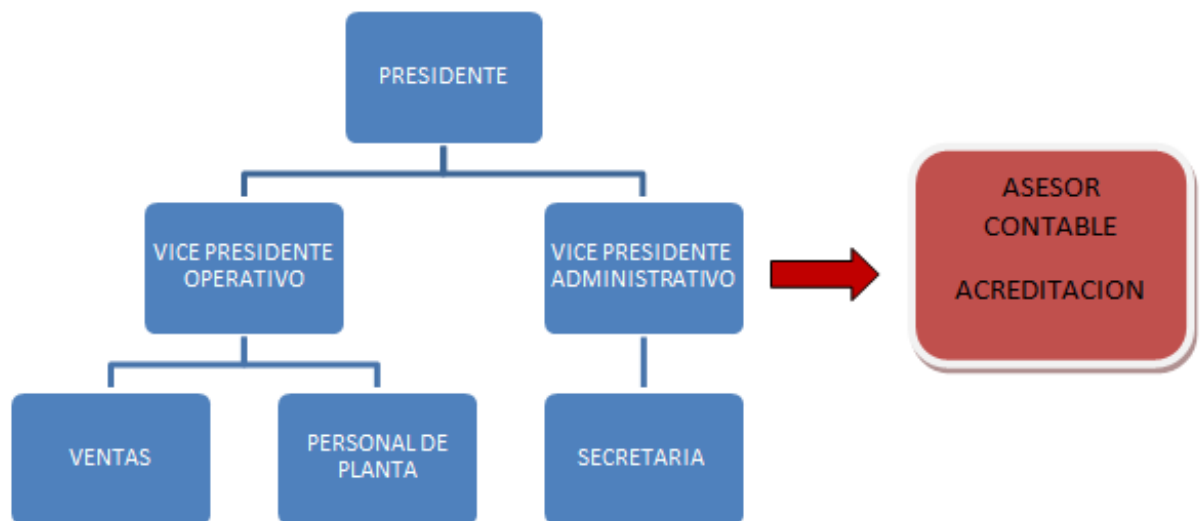 PRESIDENTE
VICE PRESIDENTE
OPERATIVO
VICE PRESIDENTE
ADMINISTRATIVO
ASESOR
CONTABLE
ACREDITACION
VENTAS
PERSONAL DE
PLANTA
SECRETARIA